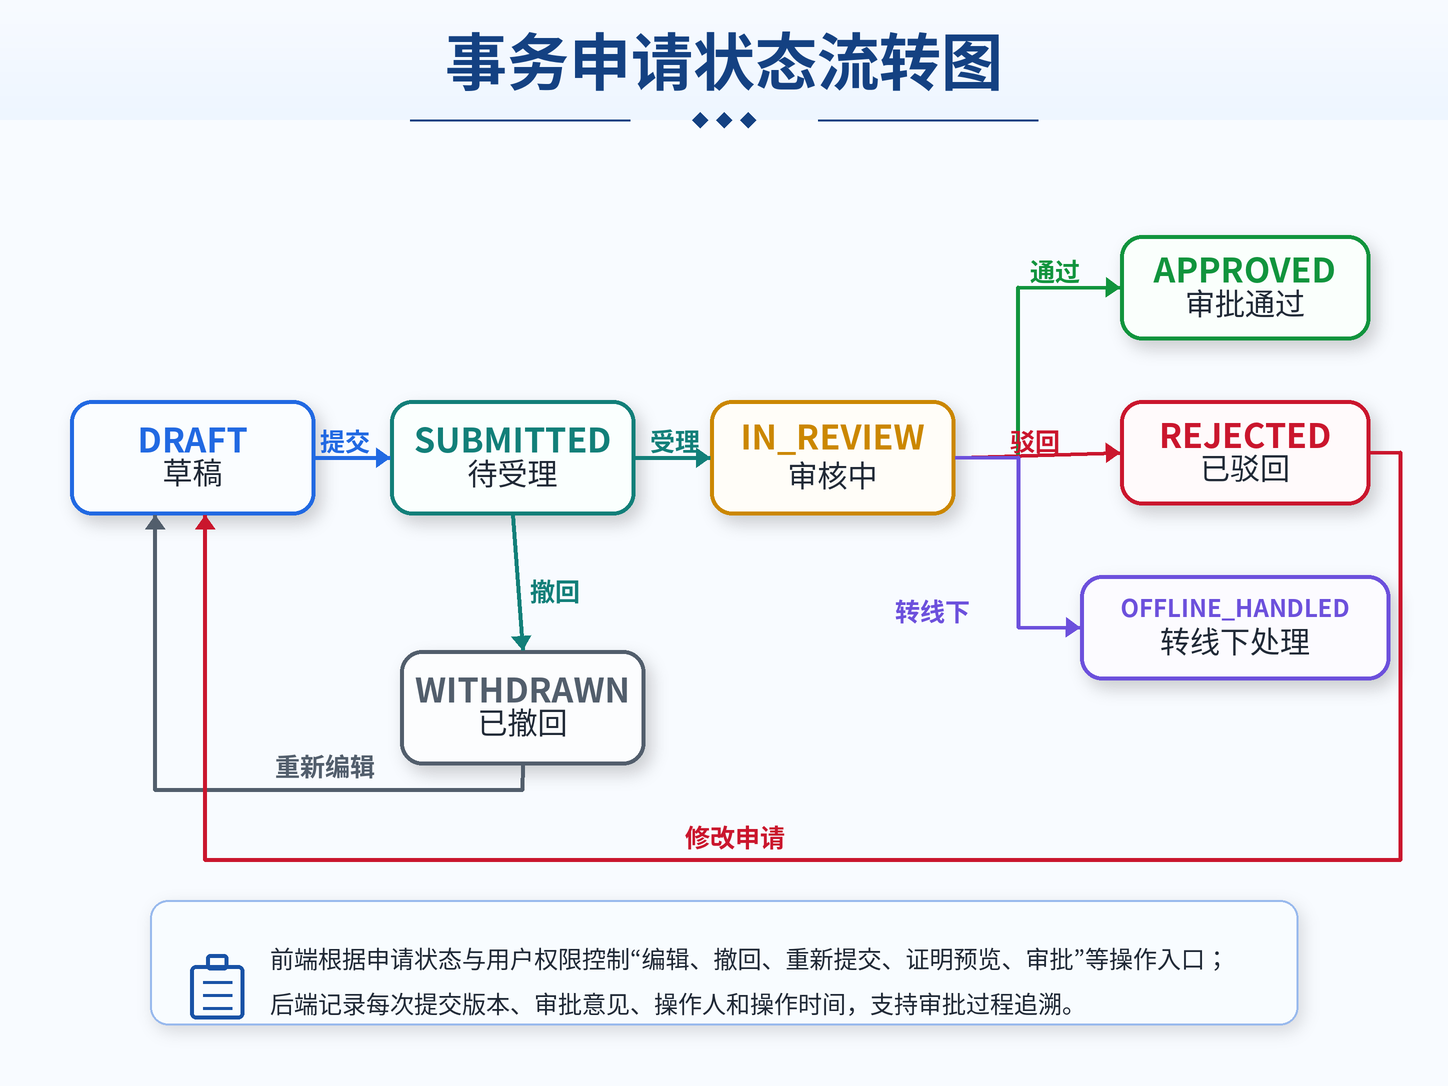 事务申请状态流转图
通过
APPROVED
审批通过
DRAFT
草稿
提交
SUBMITTED
待受理
受理
IN_REVIEW
审核中
驳回
REJECTED
已驳回
撤回
转线下
OFFLINE_HANDLED
转线下处理
WITHDRAWN
已撤回
重新编辑
修改申请
前端根据申请状态与用户权限控制“编辑、撤回、重新提交、证明预览、审批”等操作入口；
后端记录每次提交版本、审批意见、操作人和操作时间，支持审批过程追溯。